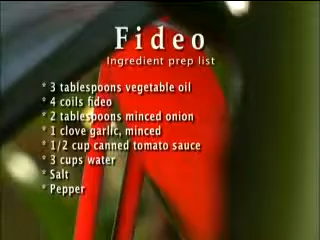 Fideo
Ingredient prep list
* 3 tablespoons vegetable oil
* 4 coils fideo
* 2 tablespoons minced onion
* 1 clove garlic, minced
* 1/2 cup canned tomato sauce
* 3 cups water
* Salt
* Pepper